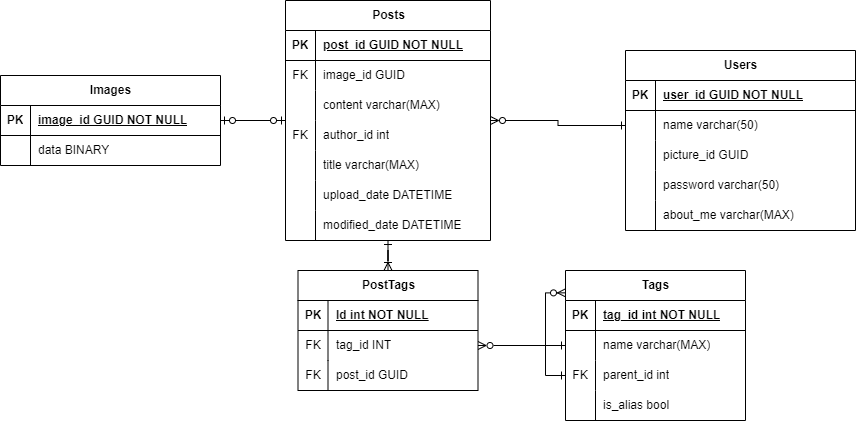 Posts
PK post_id GUID NOT NULL
FK image_id GUID
content varchar(MAX)
FK author_id int
title varchar(MAX)
upload_date DATETIME
modified_date DATETIME
Images
PK image_id GUID NOT NULL
data BINARY
Users
PK user_id GUID NOT NULL
name varchar(50)
picture_id GUID
password varchar(50)
about_me varchar(MAX)
PostTags
PK Id int NOT NULL
FK tag_id INT
FK post_id GUID
Tags
PK tag_id int NOT NULL
name varchar(MAX)
FK parent_id int
is_alias bool